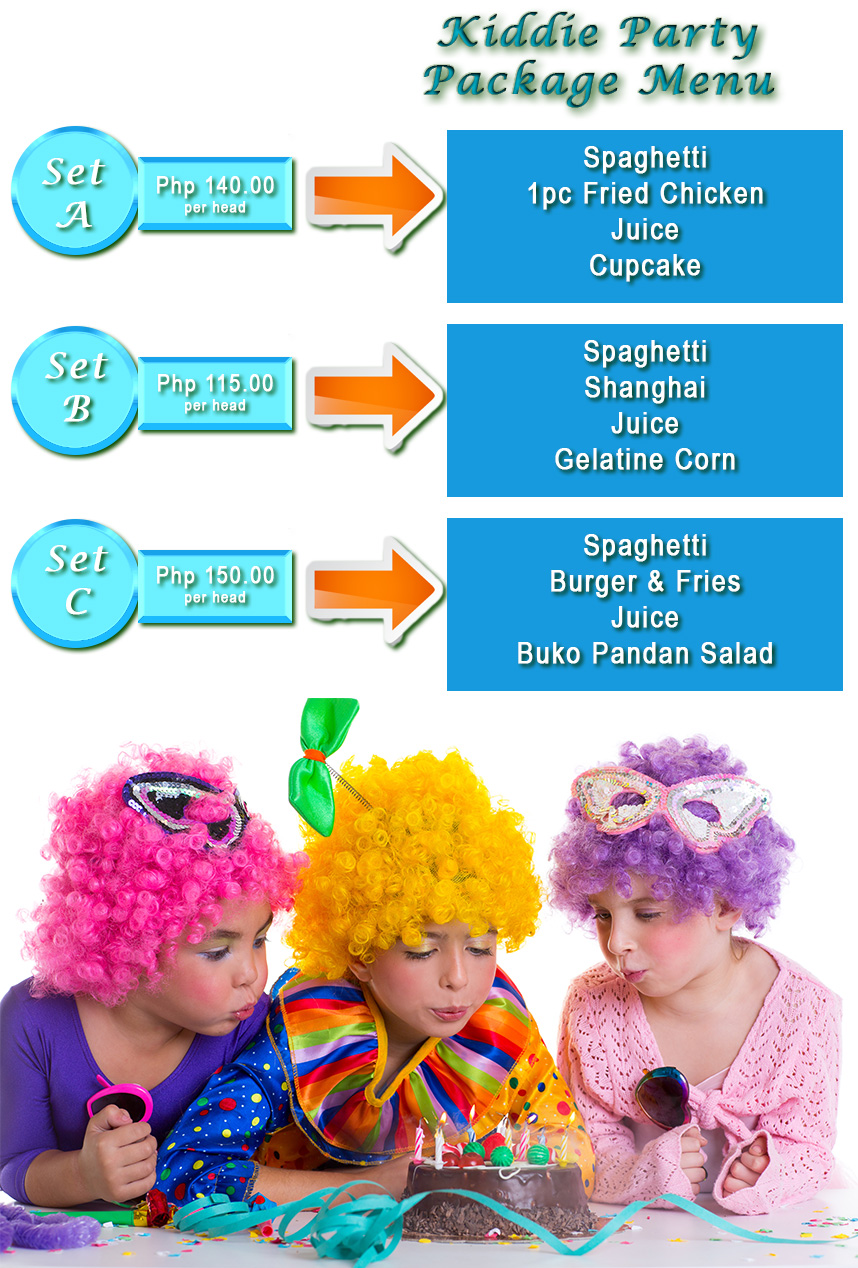 Kiddie Party
Package Menu
Set
A
Php 140.00
per head
Spaghetti
1pc Fried Chicken
Juice
Cupcake
Set
B
Php 115.00
per head
Spaghetti
Shanghai
Juice
Gelatine Corn
Set
C
Php 150.00
per head
Spaghetti
Burger & Fries
Juice
Buko Pandan Salad